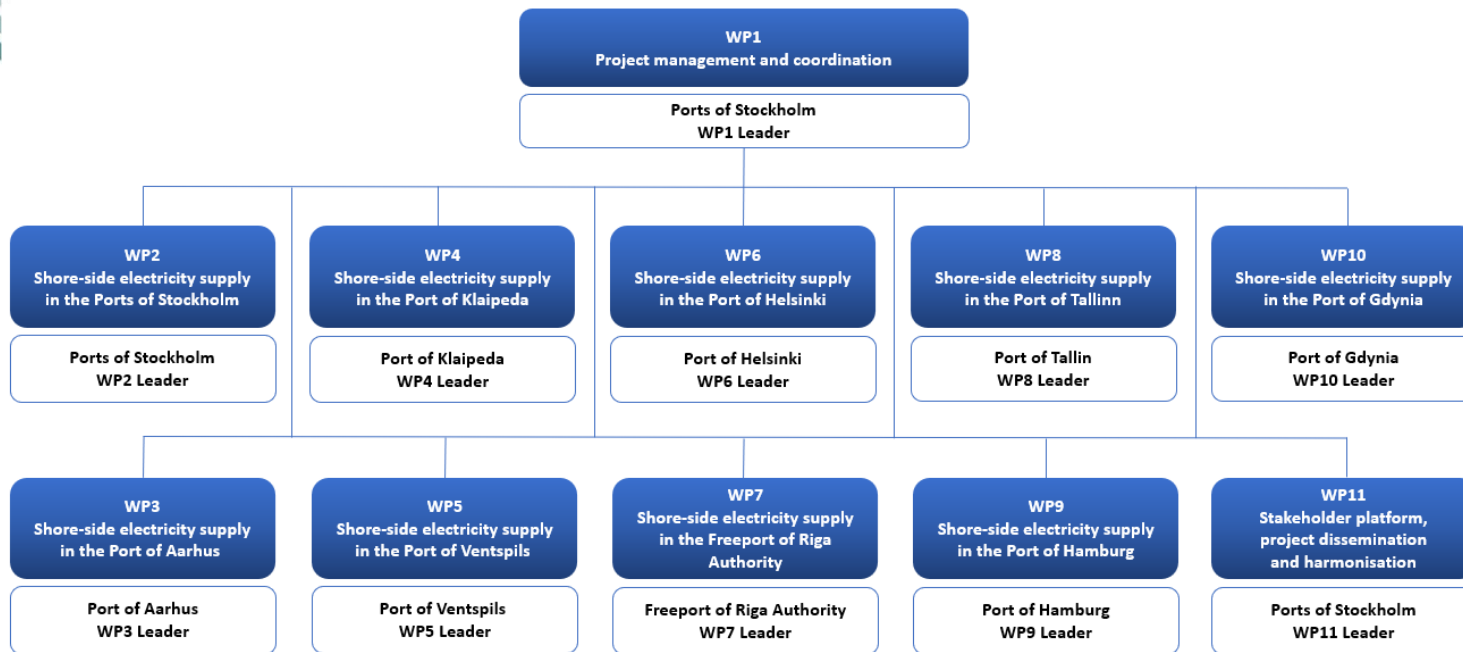 WP1
Project management and coordination
Ports of Stockholm
WP1 Leader
WP2
Shore-side electricity supply
in the Ports of Stockholm
Ports of Stockholm
WP2 Leader
WP4
Shore-side electricity supply
in the Port of Klaipeda
Port of Klaipeda
WP4 Leader
WP6
Shore-side electricity supply
in the Port of Helsinki
Port of Helsinki
WP6 Leader
WP8
Shore-side electricity supply
in the Port of Tallinn
Port of Tallin
WP8 Leader
WP10
Shore-side electricity supply
in the Port of Gdynia
Port of Gdynia
WP10 Leader
WP3
Shore-side electricity supply
in the Port of Aarhus
Port of Aarhus
WP3 Leader
WP5
Shore-side electricity supply
in the Port of Ventspils
Port of Ventspils
WP5 Leader
WP7
Shore-side electricity supply
in the Freeport of Riga
Authority
Freeport of Riga Authority
WP7 Leader
WP9
Shore-side electricity supply
in the Port of Hamburg
Port of Hamburg
WP9 Leader
WP11
Stakeholder platform,
project dissemination
and harmonisation
Ports of Stockholm
WP11 Leader